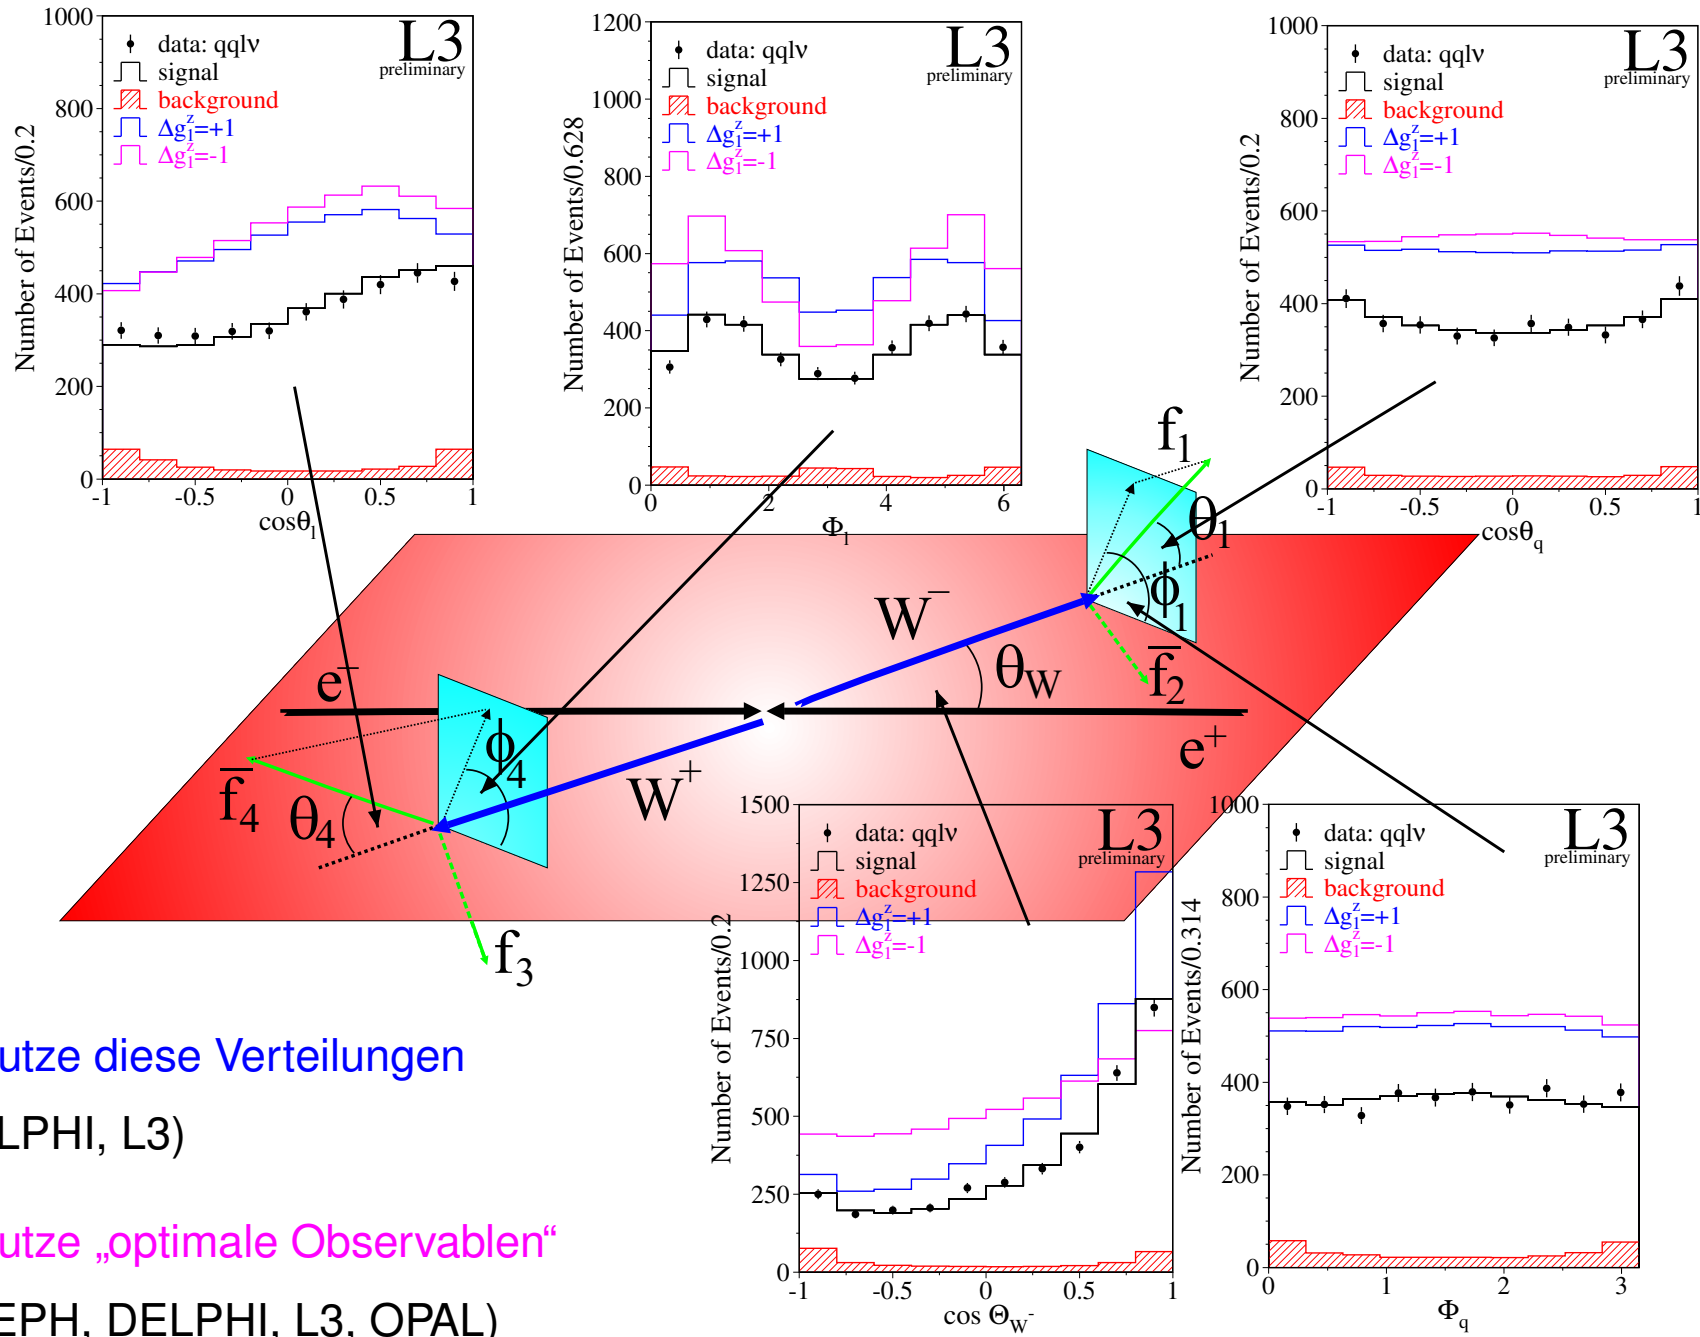 1000
800
600
400
200
0
Number of Events/0.2
data: qqlν
signal
background
Δg₁ᶻ=+1
Δg₁ᶻ=-1
L3
preliminary
-1 -0.5 0 0.5 1
cosθₗ
1200
1000
800
600
400
200
0
Number of Events/0.628
data: qqlν
signal
background
Δg₁ᶻ=+1
Δg₁ᶻ=-1
L3
preliminary
0 2 4 6
Φₗ
1000
800
600
400
200
0
Number of Events/0.2
data: qqlν
signal
background
Δg₁ᶻ=+1
Δg₁ᶻ=-1
L3
preliminary
-1 -0.5 0 0.5 1
cosθq
f₁
θ₁
ϕ₁
W⁻
f̅₂
θW
e⁻
e⁺
ϕ₄
W⁺
f̅₄
θ₄
f₃
1500
1250
1000
750
500
250
0
Number of Events/0.2
data: qqlν
signal
background
Δg₁ᶻ=+1
Δg₁ᶻ=-1
L3
preliminary
-1 -0.5 0 0.5 1
cos ΘW⁻
1000
800
600
400
200
0
Number of Events/0.314
data: qqlν
signal
background
Δg₁ᶻ=+1
Δg₁ᶻ=-1
L3
preliminary
0 1 2 3
Φq
utze diese Verteilungen
LPHI, L3)
utze „optimale Observablen“
EPH, DELPHI, L3, OPAL)